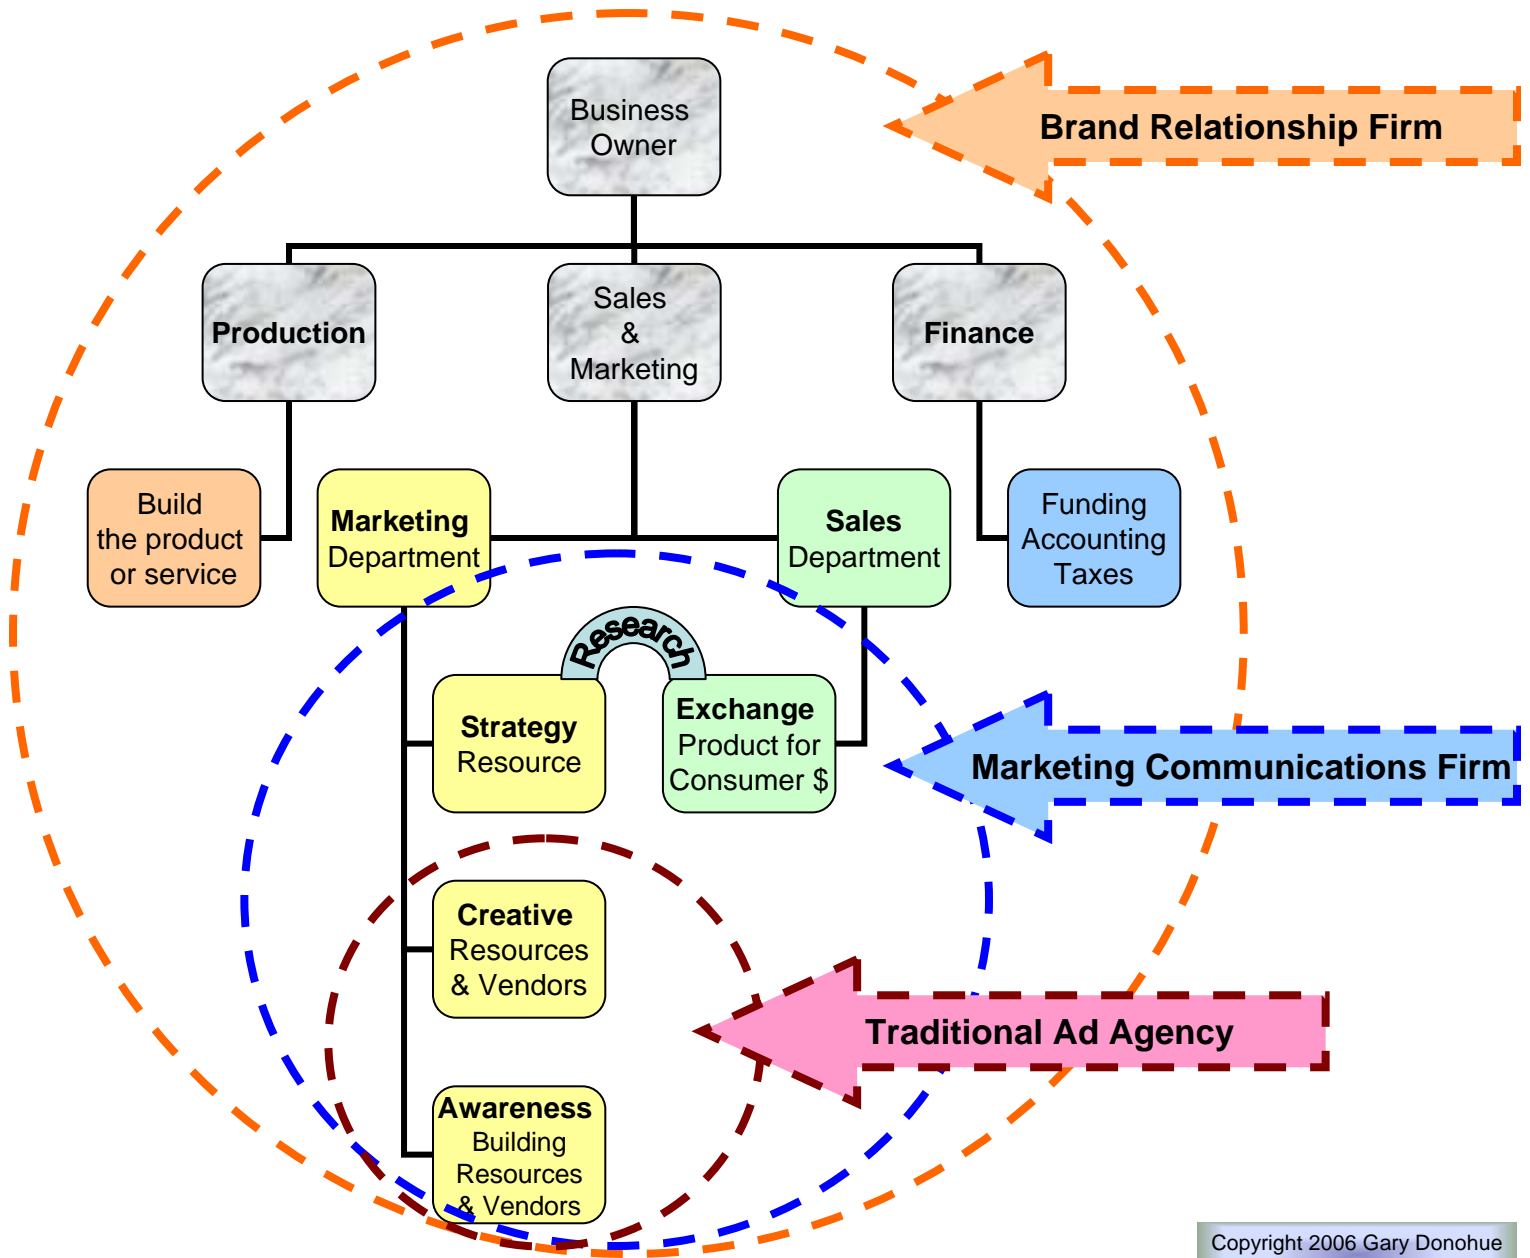 Business
Owner
Brand Relationship Firm
Production
Sales
&
Marketing
Finance
Build
the product
or service
Marketing
Department
Sales
Department
Funding
Accounting
Taxes
Research
Strategy
Resource
Exchange
Product for
Consumer $
Marketing Communications Firm
Creative
Resources
& Vendors
Traditional Ad Agency
Awareness
Building
Resources
& Vendors
Copyright 2006 Gary Donohue